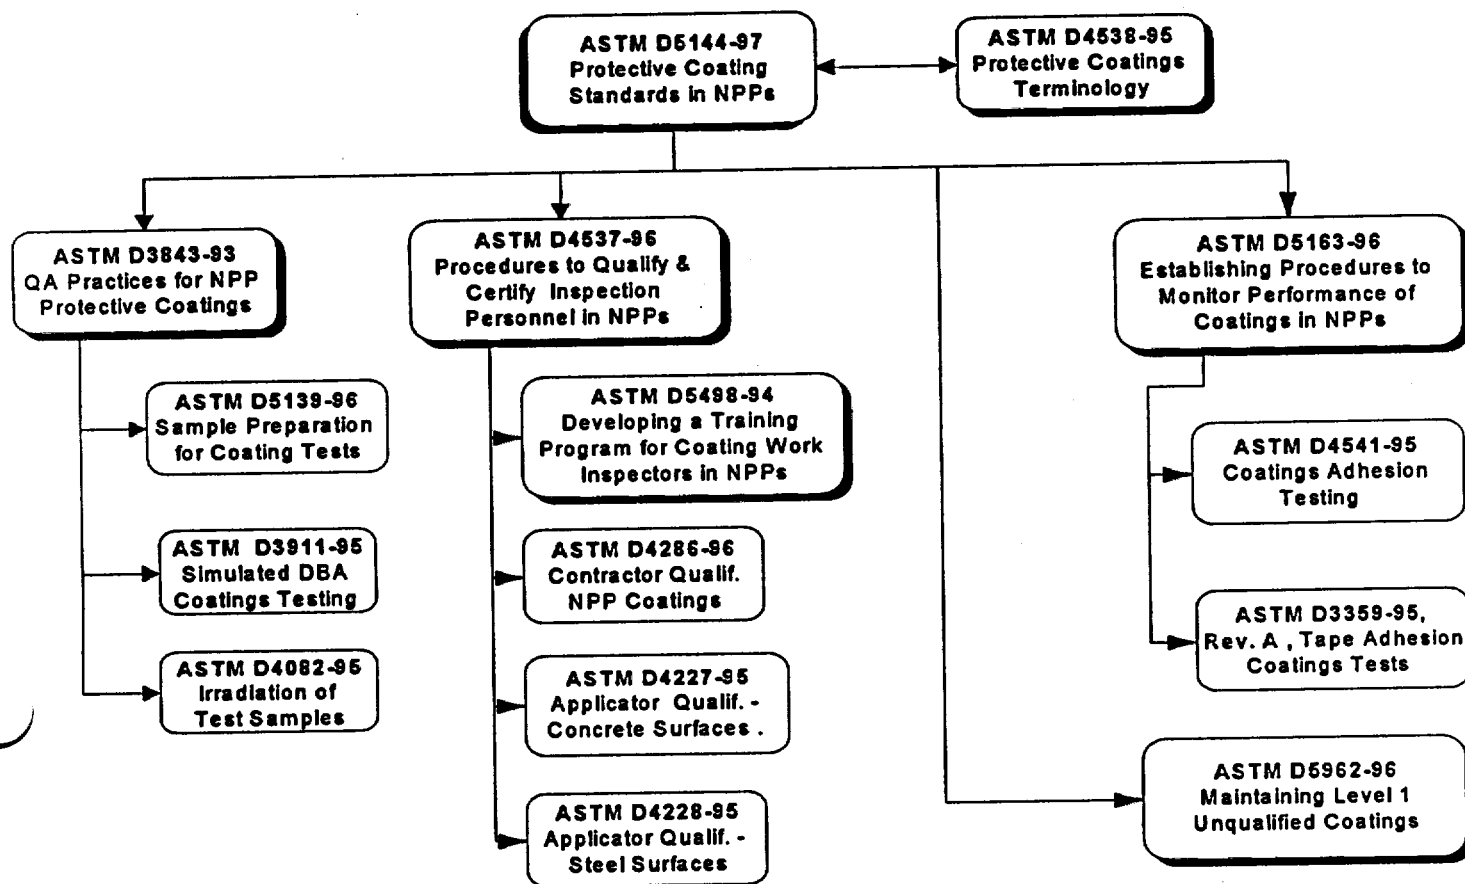 ASTM D5144-97
Protective Coating
Standards in NPPs
ASTM D4538-95
Protective Coatings
Terminology
ASTM D3843-93
QA Practices for NPP
Protective Coatings
ASTM D5139-96
Sample Preparation
for Coating Tests
ASTM D3911-95
Simulated DBA
Coatings Testing
ASTM D4082-95
Irradiation of
Test Samples
ASTM D4537-96
Procedures to Qualify &
Certify Inspection
Personnel in NPPs
ASTM D5498-94
Developing a Training
Program for Coating Work
Inspectors in NPPs
ASTM D4286-96
Contractor Qualif.
NPP Coatings
ASTM D4227-95
Applicator Qualif. -
Concrete Surfaces .
ASTM D4228-95
Applicator Qualif. -
Steel Surfaces
ASTM D5163-96
Establishing Procedures to
Monitor Performance of
Coatings in NPPs
ASTM D4541-95
Coatings Adhesion
Testing
ASTM D3359-95,
Rev. A , Tape Adhesion
Coatings Tests
ASTM D5962-96
Maintaining Level 1
Unqualified Coatings